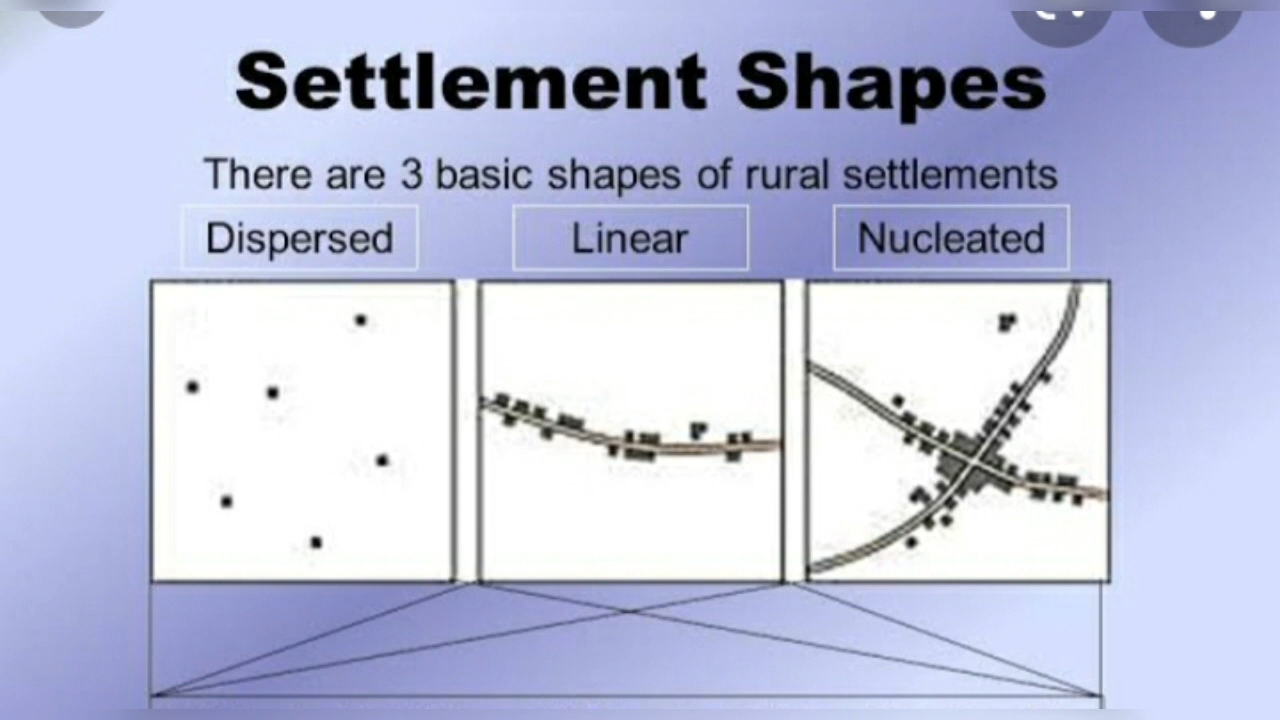 Settlement Shapes
There are 3 basic shapes of rural settlements
Dispersed
Linear
Nucleated